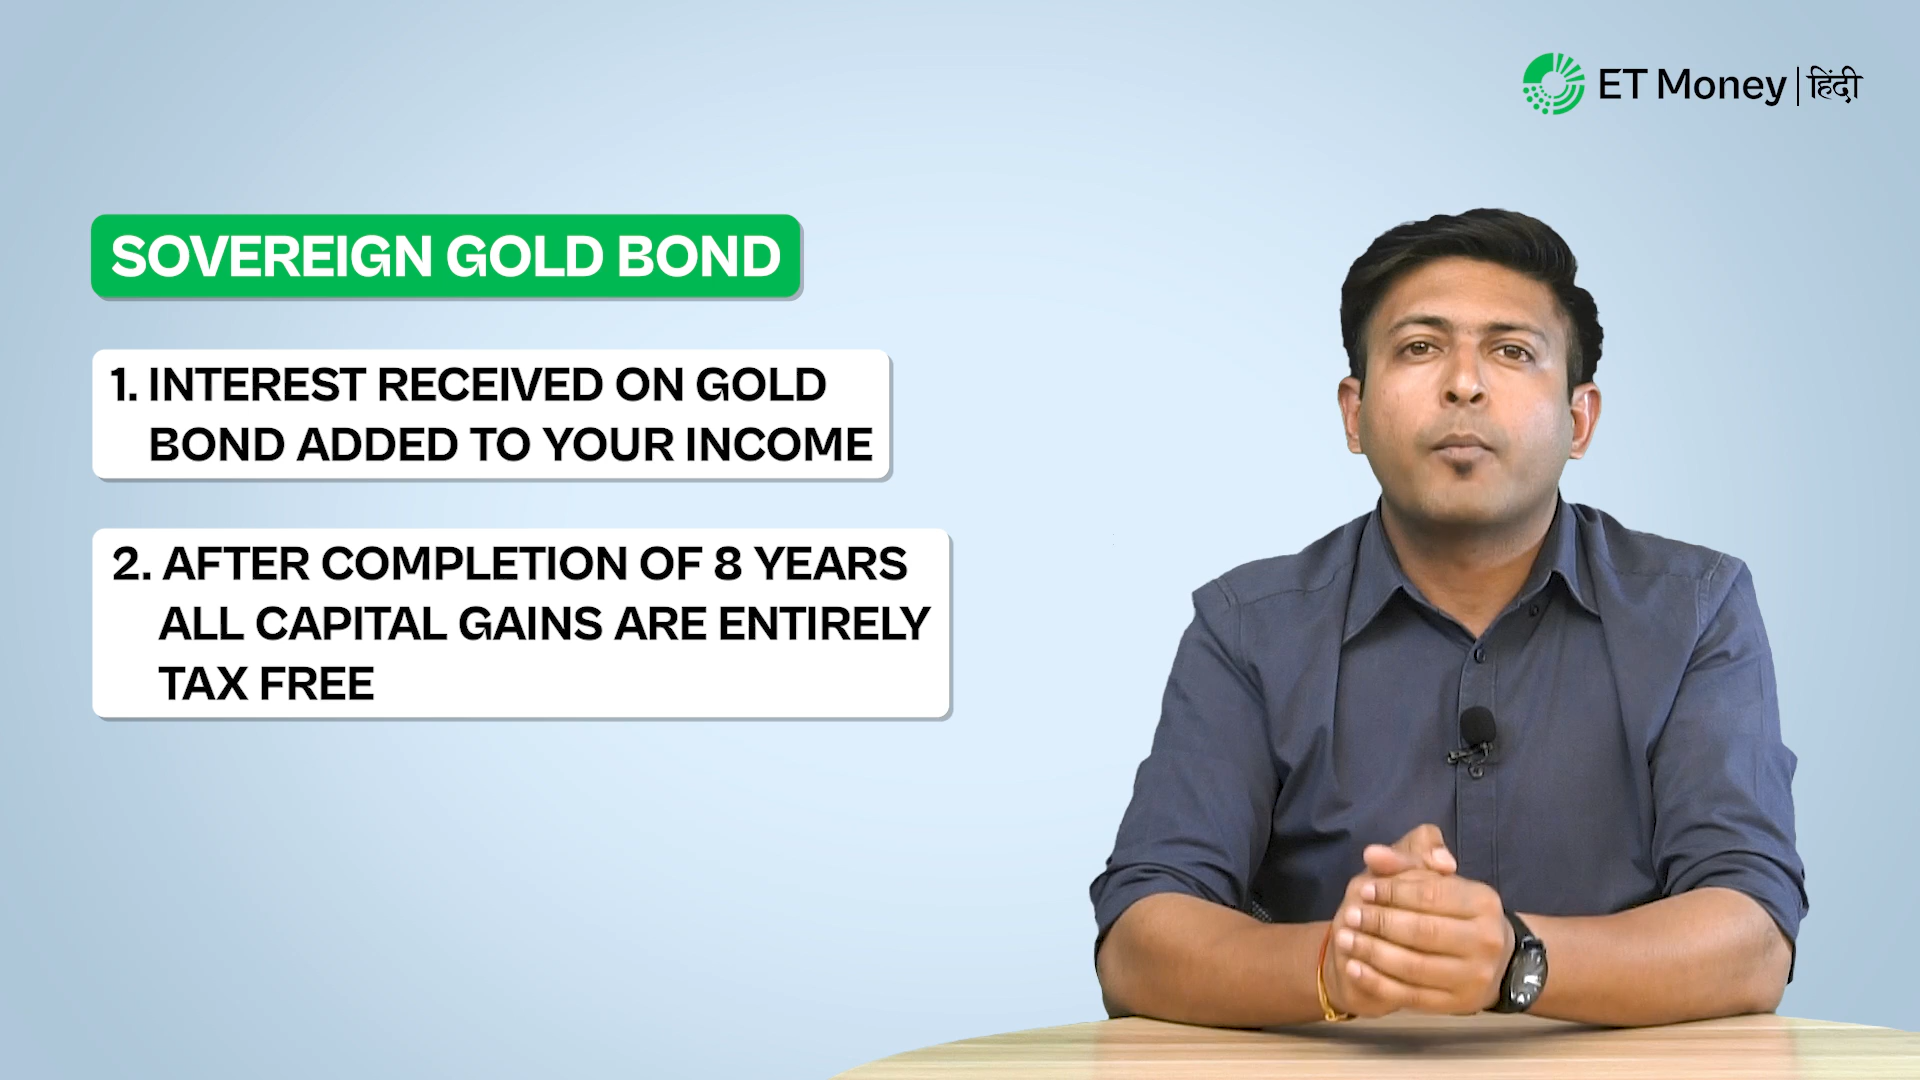 ET Money | हिंदी
SOVEREIGN GOLD BOND
1. INTEREST RECEIVED ON GOLD
BOND ADDED TO YOUR INCOME
2. AFTER COMPLETION OF 8 YEARS
ALL CAPITAL GAINS ARE ENTIRELY
TAX FREE